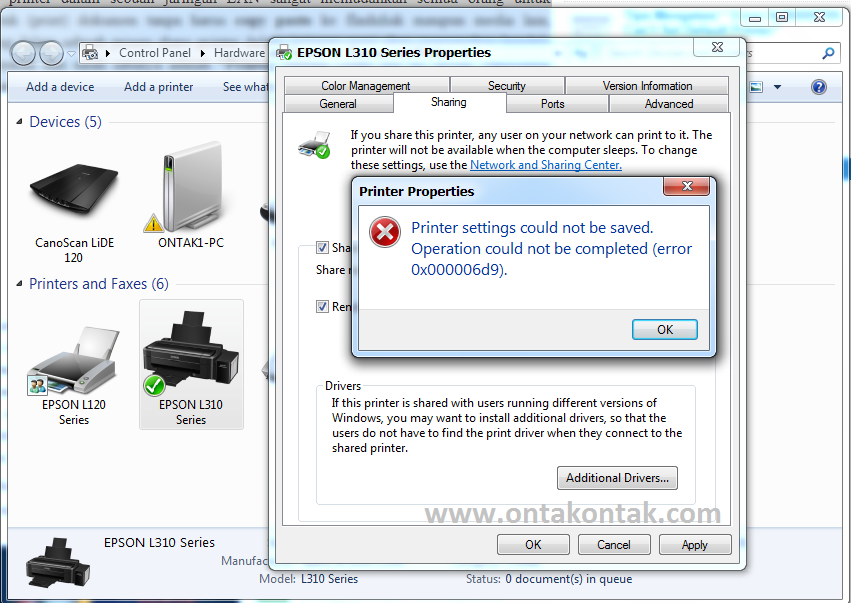 Control Panel
Hardware
Add a device
Add a printer
See what
Devices (5)
CanoScan LiDE
120
ONTAK1-PC
Printers and Faxes (6)
EPSON L120
Series
EPSON L310
Series
EPSON L310 Series
Manufac
Model: L310 Series
Status: 0 document(s) in queue
EPSON L310 Series Properties
Color Management
Security
Version Information
General
Sharing
Ports
Advanced
If you share this printer, any user on your network can print to it. The
printer will not be available when the computer sleeps. To change
these settings, use the Network and Sharing Center.
Sha
Share
Ren
Printer Properties
Printer settings could not be saved.
Operation could not be completed (error
0x000006d9).
OK
Drivers
If this printer is shared with users running different versions of
Windows, you may want to install additional drivers, so that the
users do not have to find the print driver when they connect to the
shared printer.
Additional Drivers...
www.ontakontak.com
OK
Cancel
Apply